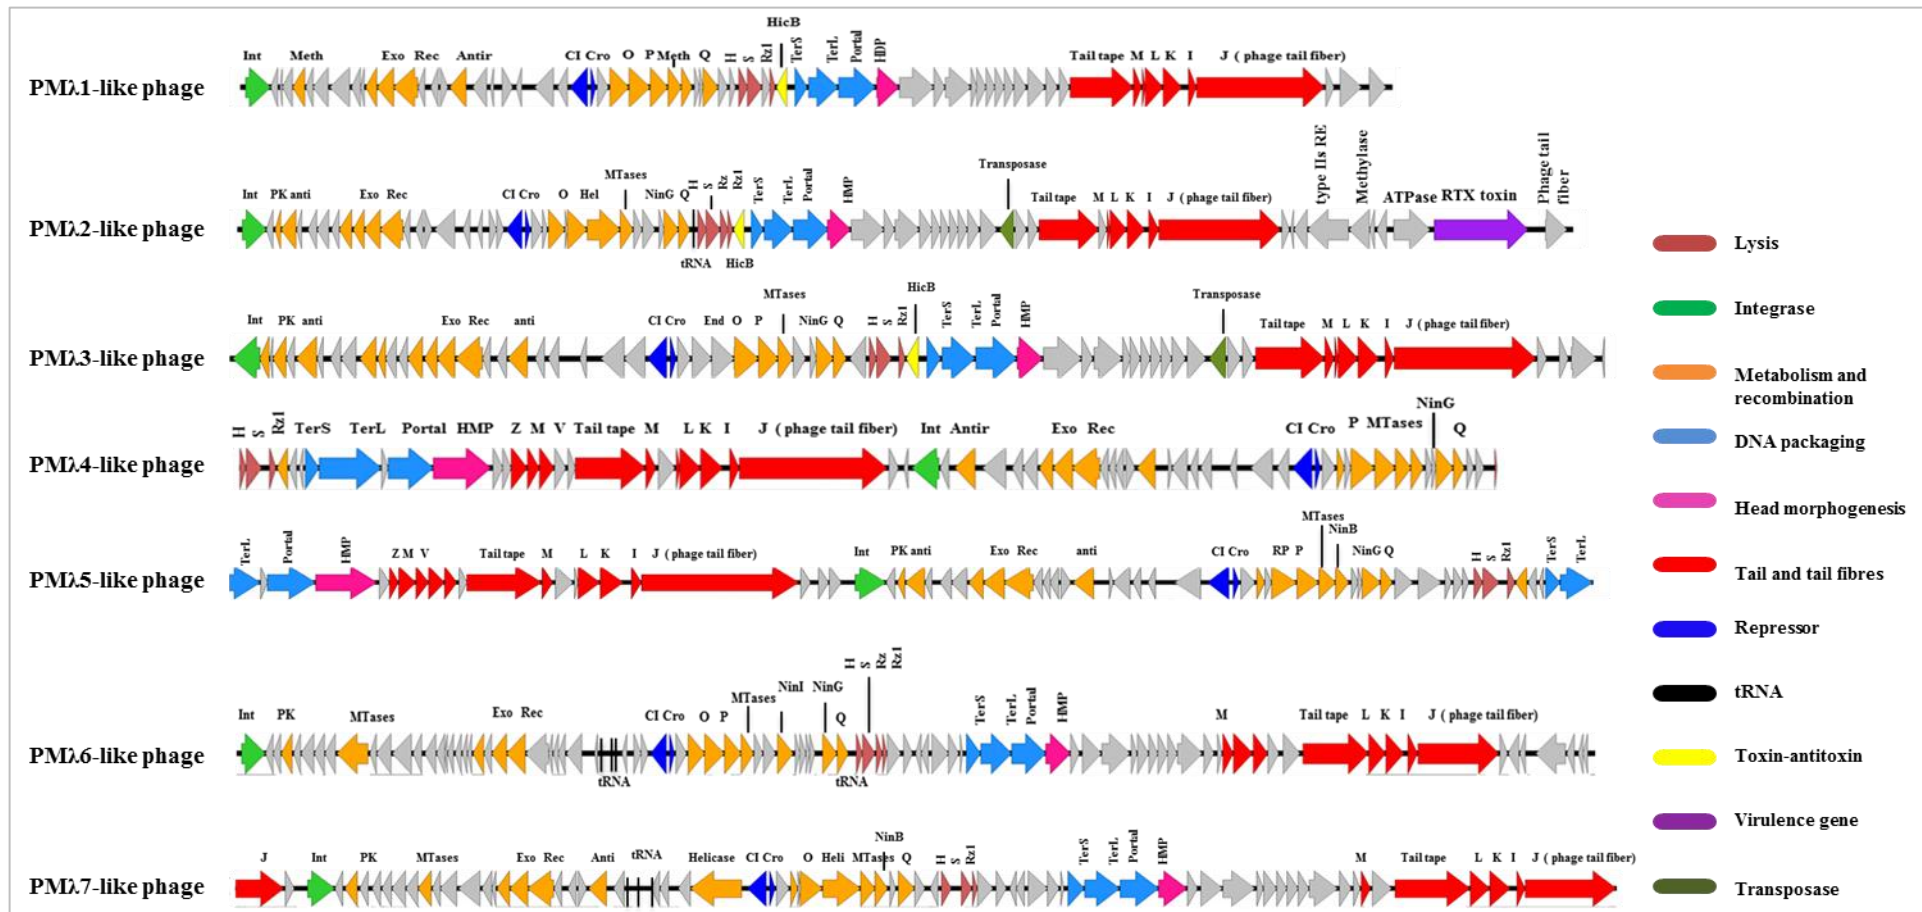 HicB
Int Meth Exo Rec Antir CI Cro O P Meth Q H S Rz1 TerS TerL Portal HDP Tail tape M L K I J ( phage tail fiber)
PMλ1-like phage
Transposase type IIs RE Methylase Phage tail fiber
MTases
Int PK anti Exo Rec CI Cro O Hel NinG Q H S Rz Rz1 TerS TerL Portal HMP Tail tape M L K I J ( phage tail fiber) ATPase RTX toxin
PMλ2-like phage
tRNA HicB
MTases HicB Transposase
Int PK anti Exo Rec anti CI Cro End O P NinG Q H S Rz1 TerS TerL Portal HMP Tail tape M L K I J ( phage tail fiber)
PMλ3-like phage
NinG
H S Rz1 TerS TerL Portal HMP Z M V Tail tape M L K I J ( phage tail fiber) Int Antir Exo Rec CI Cro P MTases Q
PMλ4-like phage
MTases
NinB
TerL Portal HMP Z M V Tail tape M L K I J ( phage tail fiber) Int PK anti Exo Rec anti CI Cro RP P NinG Q H S Rz1 TerS TerL
PMλ5-like phage
H S Rz Rz1
MTases NinI NinG
Int PK MTases Exo Rec CI Cro O P Q TerS TerL Portal HMP M Tail tape L K I J ( phage tail fiber)
PMλ6-like phage
tRNA tRNA
NinB
J Int PK MTases Exo Rec Anti tRNA Helicase CI Cro O Heli MTases Q H S Rz1 TerS TerL Portal HMP M Tail tape L K I J ( phage tail fiber)
PMλ7-like phage
Lysis
Integrase
Metabolism and
recombination
DNA packaging
Head morphogenesis
Tail and tail fibres
Repressor
tRNA
Toxin-antitoxin
Virulence gene
Transposase